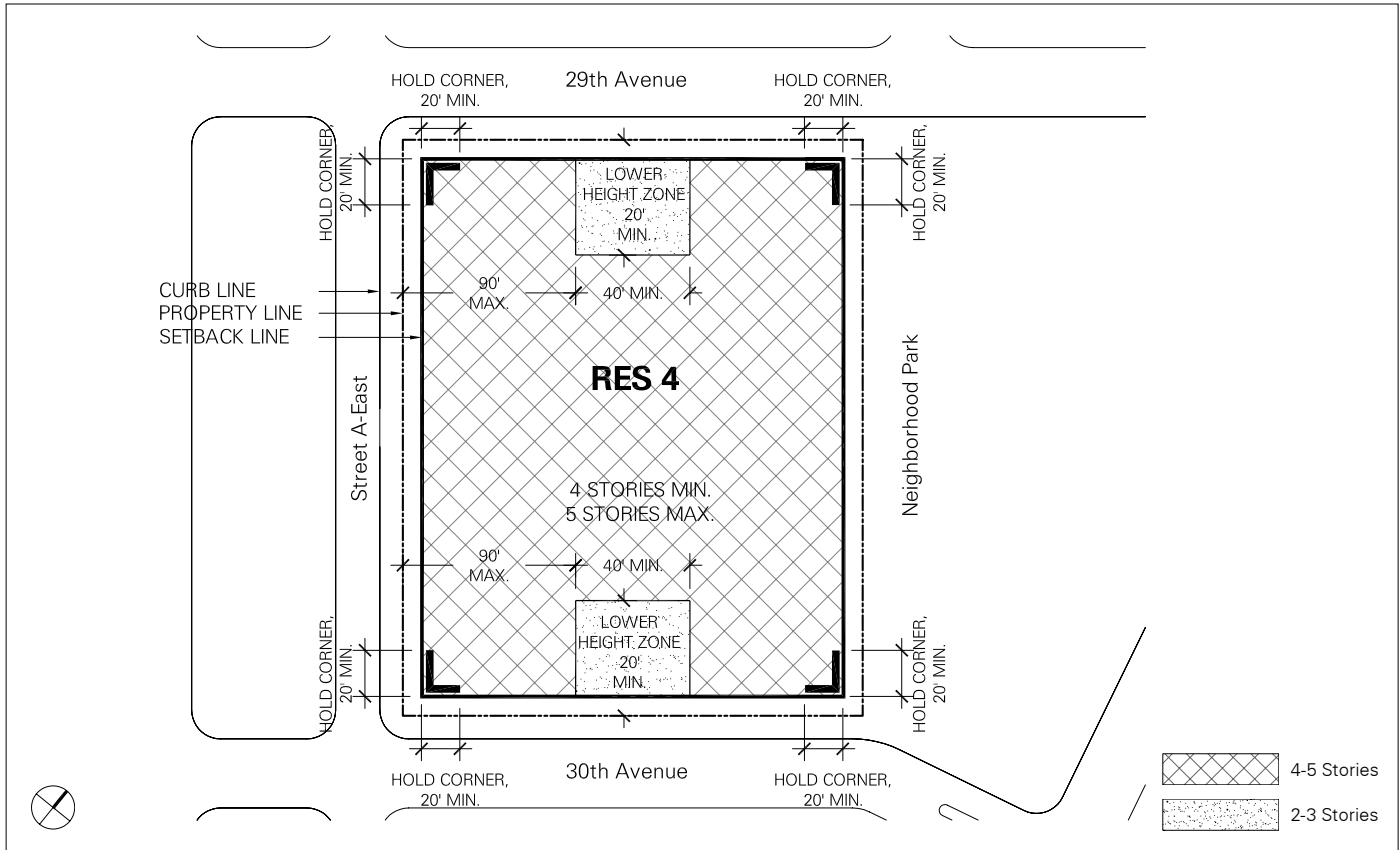 29th Avenue
HOLD CORNER,
20' MIN.
HOLD CORNER,
20' MIN.
HOLD CORNER,
20' MIN.
HOLD CORNER,
20' MIN.
LOWER
HEIGHT ZONE
20'
MIN.
90'
MAX.
40' MIN.
CURB LINE
PROPERTY LINE
SETBACK LINE
RES 4
Street A-East
Neighborhood Park
4 STORIES MIN.
5 STORIES MAX.
90'
MAX.
40' MIN.
LOWER
HEIGHT ZONE
20'
MIN.
HOLD CORNER,
20' MIN.
HOLD CORNER,
20' MIN.
HOLD CORNER,
20' MIN.
30th Avenue
HOLD CORNER,
20' MIN.
4-5 Stories
2-3 Stories